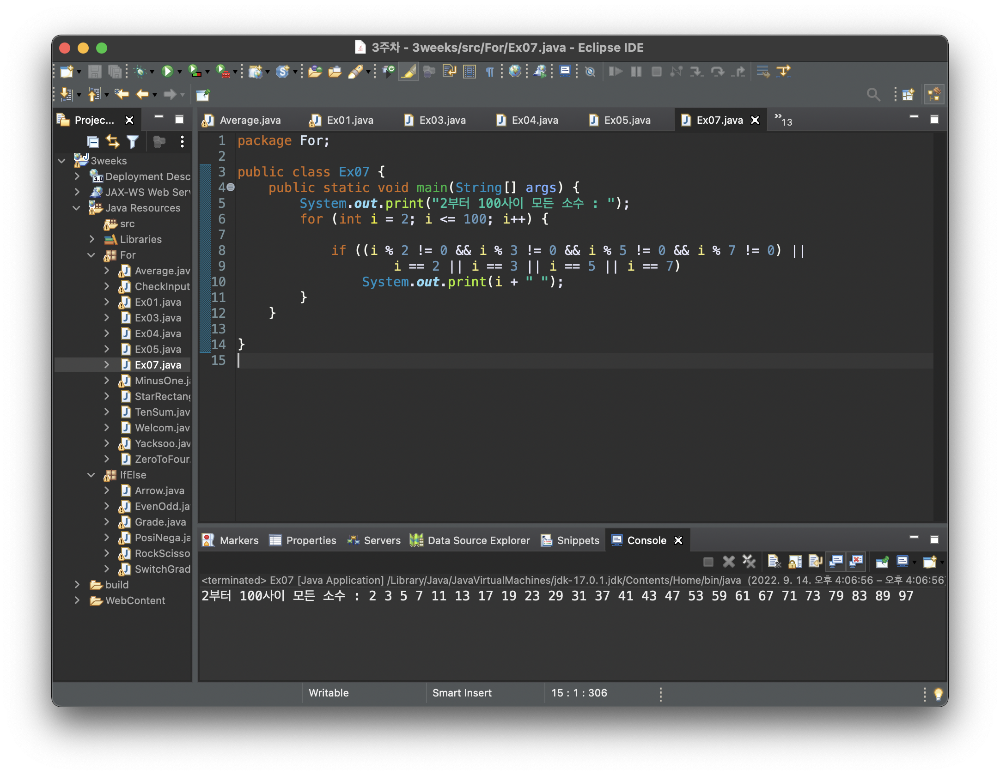 3주차 - 3weeks/src/For/Ex07.java - Eclipse IDE
Projec...
Average.java Ex01.java Ex03.java Ex04.java Ex05.java Ex07.java »13
3weeks
3.0 Deployment Desc
JAX-WS Web Serv
Java Resources
src
Libraries
For
Average.jav
CheckInput
Ex01.java
Ex03.java
Ex04.java
Ex05.java
Ex07.java
MinusOne.ja
StarRectang
TenSum.jav
Welcom.jav
Yacksoo.jav
ZeroToFour.
IfElse
Arrow.java
EvenOdd.ja
Grade.java
PosiNega.ja
RockScisso
SwitchGrad
build
WebContent
1 package For;
2
3 public class Ex07 {
4 public static void main(String[] args) {
5 System.out.print("2부터 100사이 모든 소수 : ");
6 for (int i = 2; i <= 100; i++) {
7
8 if ((i % 2 != 0 && i % 3 != 0 && i % 5 != 0 && i % 7 != 0) ||
9 i == 2 || i == 3 || i == 5 || i == 7)
10 System.out.print(i + " ");
11 }
12 }
13
14 }
15
Markers Properties Servers Data Source Explorer Snippets Console
<terminated> Ex07 [Java Application] /Library/Java/JavaVirtualMachines/jdk-17.0.1.jdk/Contents/Home/bin/java (2022. 9. 14. 오후 4:06:56 – 오후 4:06:56)
2부터 100사이 모든 소수 : 2 3 5 7 11 13 17 19 23 29 31 37 41 43 47 53 59 61 67 71 73 79 83 89 97
Writable Smart Insert 15 : 1 : 306